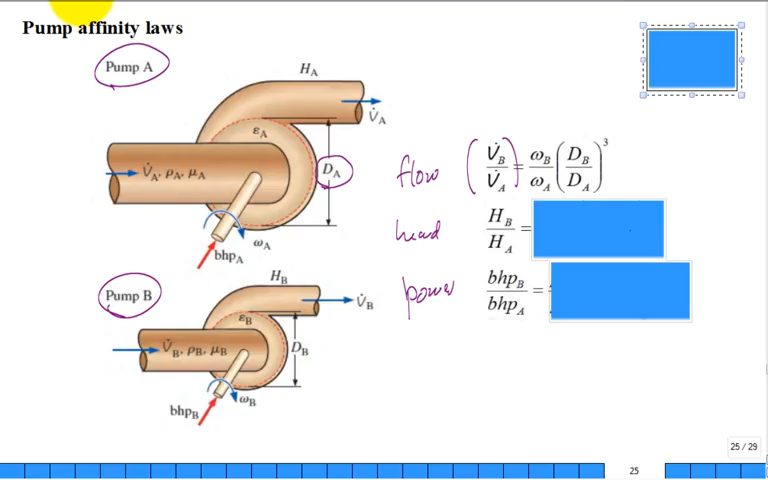 Pump affinity laws
Pump A
H_A
V̇_A
ε_A
V̇_A, ρ_A, μ_A
D_A
ω_A
bhp_A
flow (V̇_B / V̇_A) = ω_B / ω_A (D_B / D_A)^3
head H_B / H_A =
power bhp_B / bhp_A =
Pump B
H_B
V̇_B
ε_B
V̇_B, ρ_B, μ_B
D_B
ω_B
bhp_B
25 / 29
25